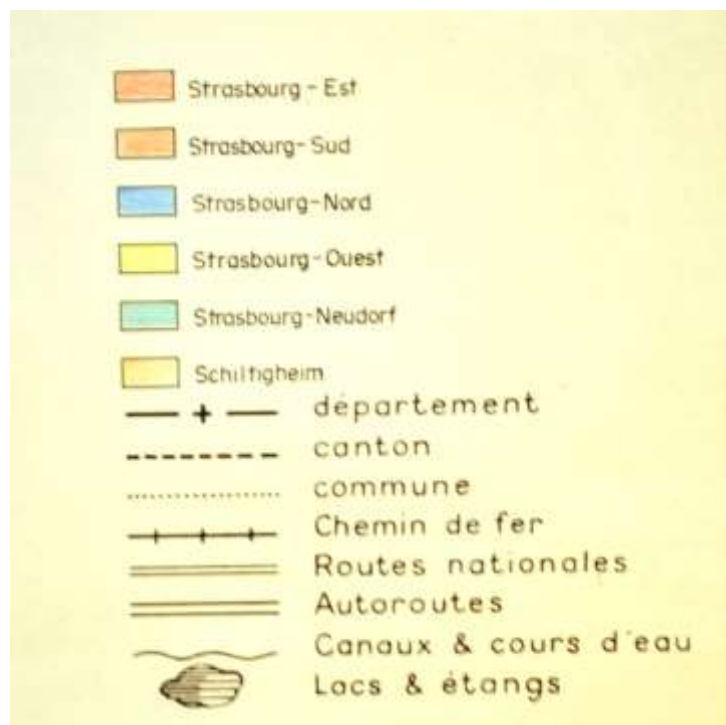 Strasbourg-Est
Strasbourg-Sud
Strasbourg-Nord
Strasbourg-Ouest
Strasbourg-Neudorf
Schiltigheim
département
canton
commune
Chemin de fer
Routes nationales
Autoroutes
Canaux & cours d'eau
Lacs & étangs